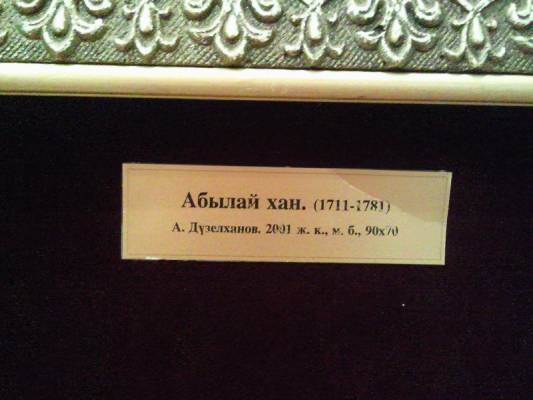 Абылай хан. (1711-1781)
А. Дүзелханов. 2001 ж. к., м. б., 90х70